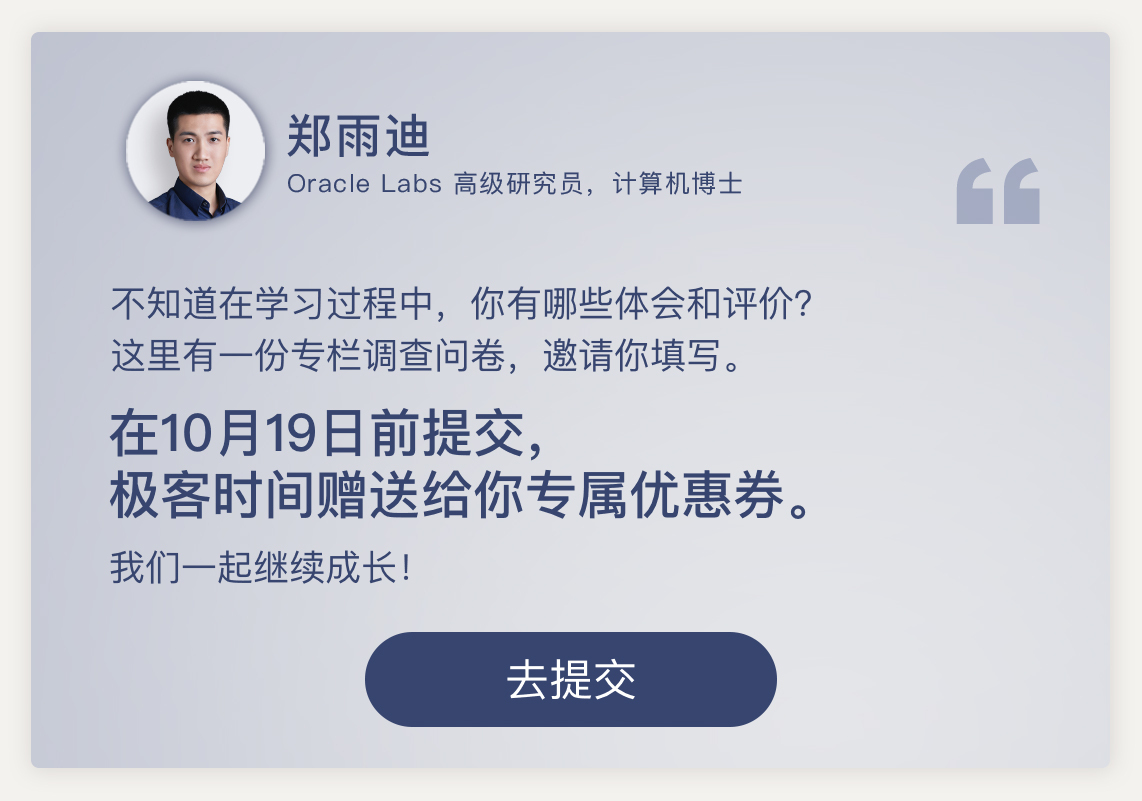 郑雨迪
Oracle Labs 高级研究员，计算机博士
不知道在学习过程中，你有哪些体会和评价？
这里有一份专栏调查问卷，邀请你填写。
在10月19日前提交，
极客时间赠送给你专属优惠券。
我们一起继续成长！
去提交